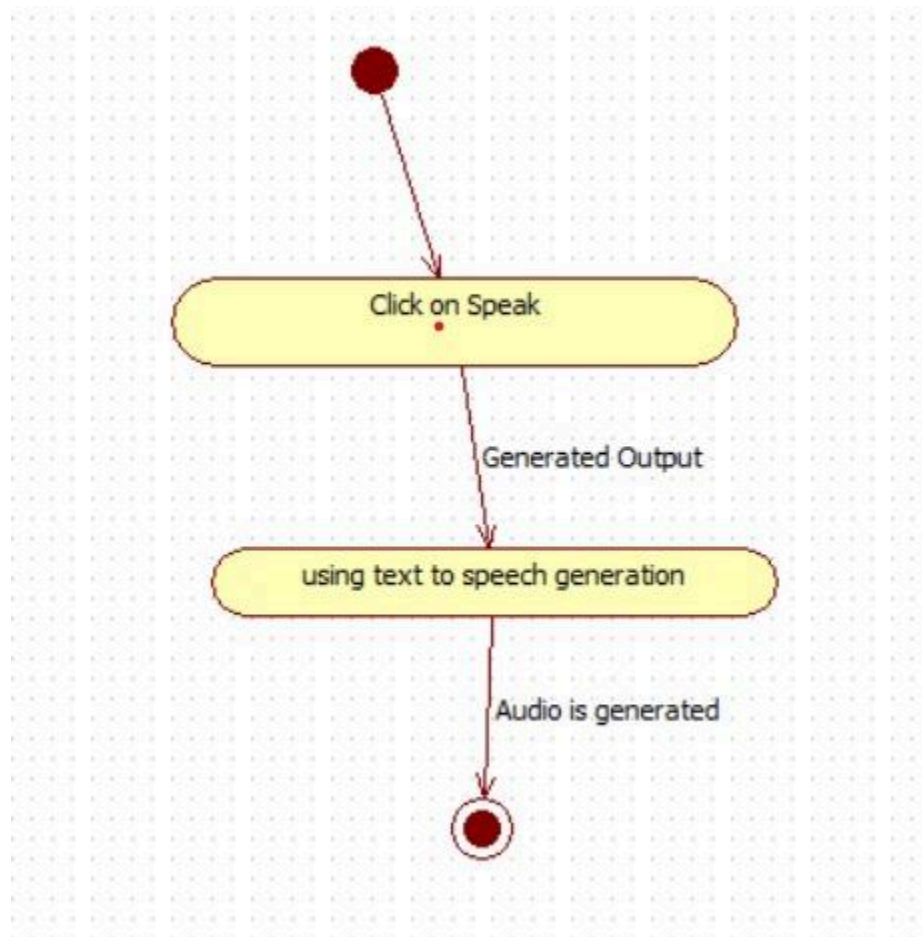 Click on Speak
Generated Output
using text to speech generation
Audio is generated